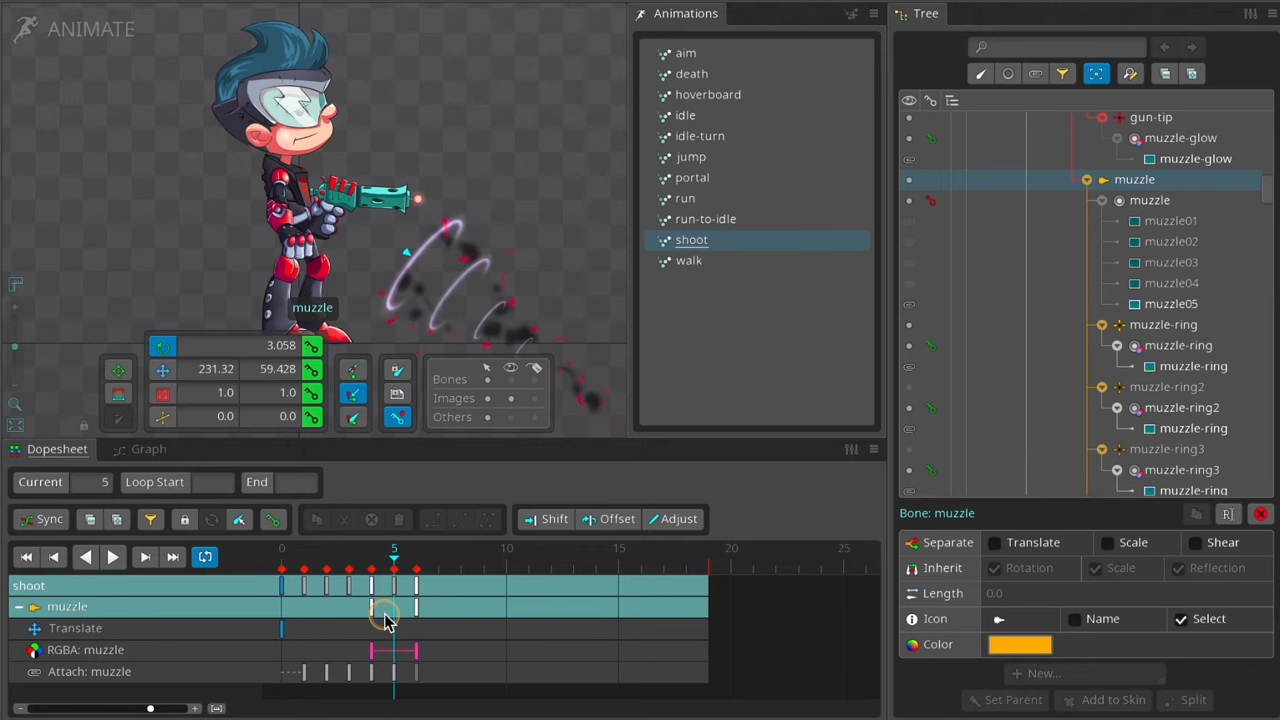 ANIMATE
muzzle
3.058
231.32 59.428
1.0 1.0
0.0 0.0
Bones
Images
Others
Animations
aim
death
hoverboard
idle
idle-turn
jump
portal
run
run-to-idle
shoot
walk
Tree
gun-tip
muzzle-glow
muzzle-glow
muzzle
muzzle
muzzle01
muzzle02
muzzle03
muzzle04
muzzle05
muzzle-ring
muzzle-ring
muzzle-ring
muzzle-ring2
muzzle-ring2
muzzle-ring
muzzle-ring3
muzzle-ring3
muzzle-ring
Bone: muzzle
Separate Translate Scale Shear
Inherit Rotation Scale Reflection
Length 0.0
Icon Name Select
Color
+ New...
Set Parent Add to Skin Split
Dopesheet Graph
Current 5 Loop Start End
Sync Shift Offset Adjust
0 5 10 15 20 25
shoot
muzzle
Translate
RGBA: muzzle
Attach: muzzle